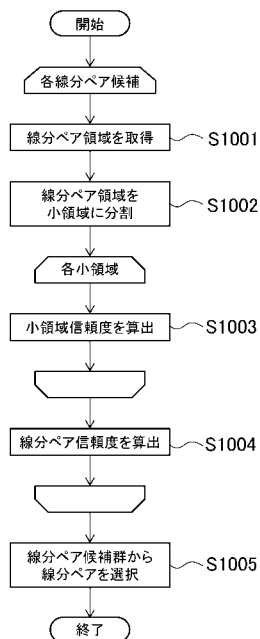 開始
各線分ペア候補
線分ペア領域を取得
S1001
線分ペア領域を
小領域に分割
S1002
各小領域
小領域信頼度を算出
S1003
線分ペア信頼度を算出
S1004
線分ペア候補群から
線分ペアを選択
S1005
終了